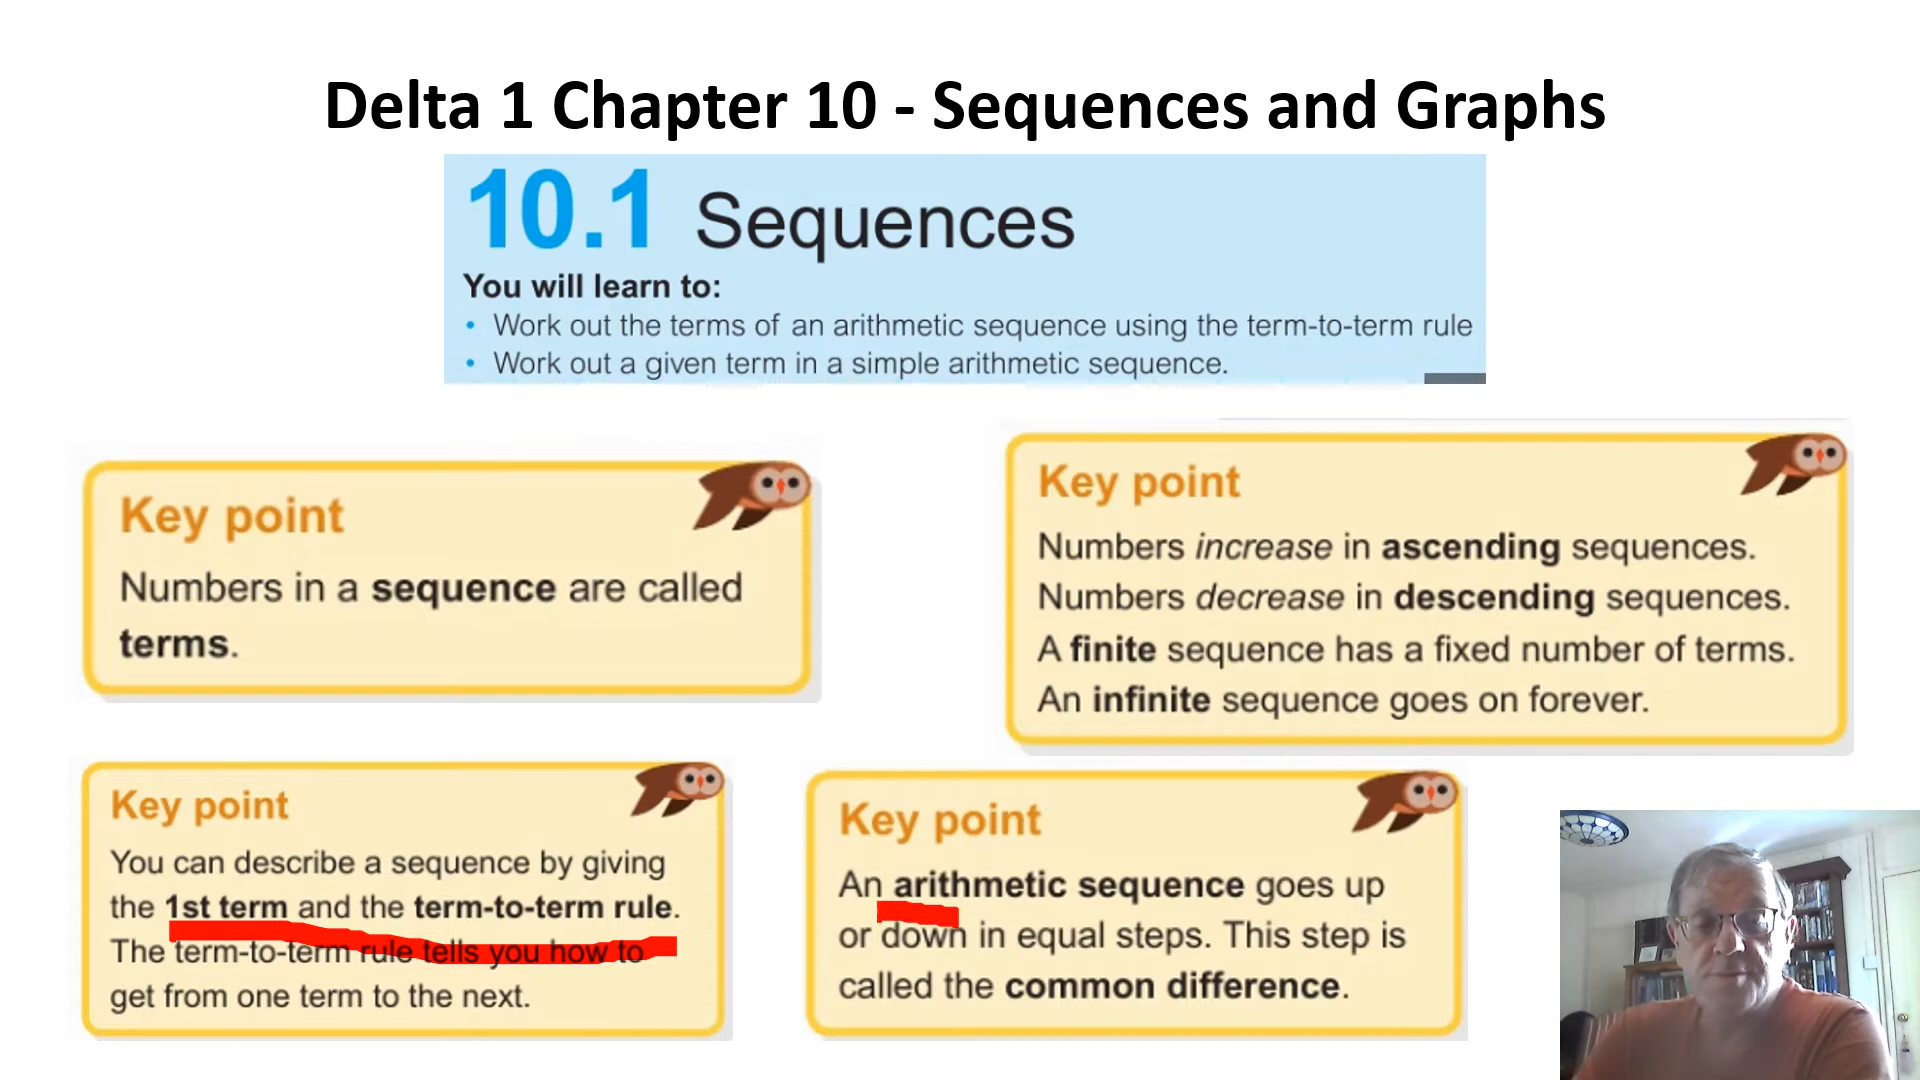 Delta 1 Chapter 10 - Sequences and Graphs
10.1 Sequences
You will learn to:
• Work out the terms of an arithmetic sequence using the term-to-term rule
• Work out a given term in a simple arithmetic sequence.
Key point
Numbers in a sequence are called
terms.
Key point
Numbers increase in ascending sequences.
Numbers decrease in descending sequences.
A finite sequence has a fixed number of terms.
An infinite sequence goes on forever.
Key point
You can describe a sequence by giving
the 1st term and the term-to-term rule.
The term-to-term rule tells you how to
get from one term to the next.
Key point
An arithmetic sequence goes up
or down in equal steps. This step is
called the common difference.